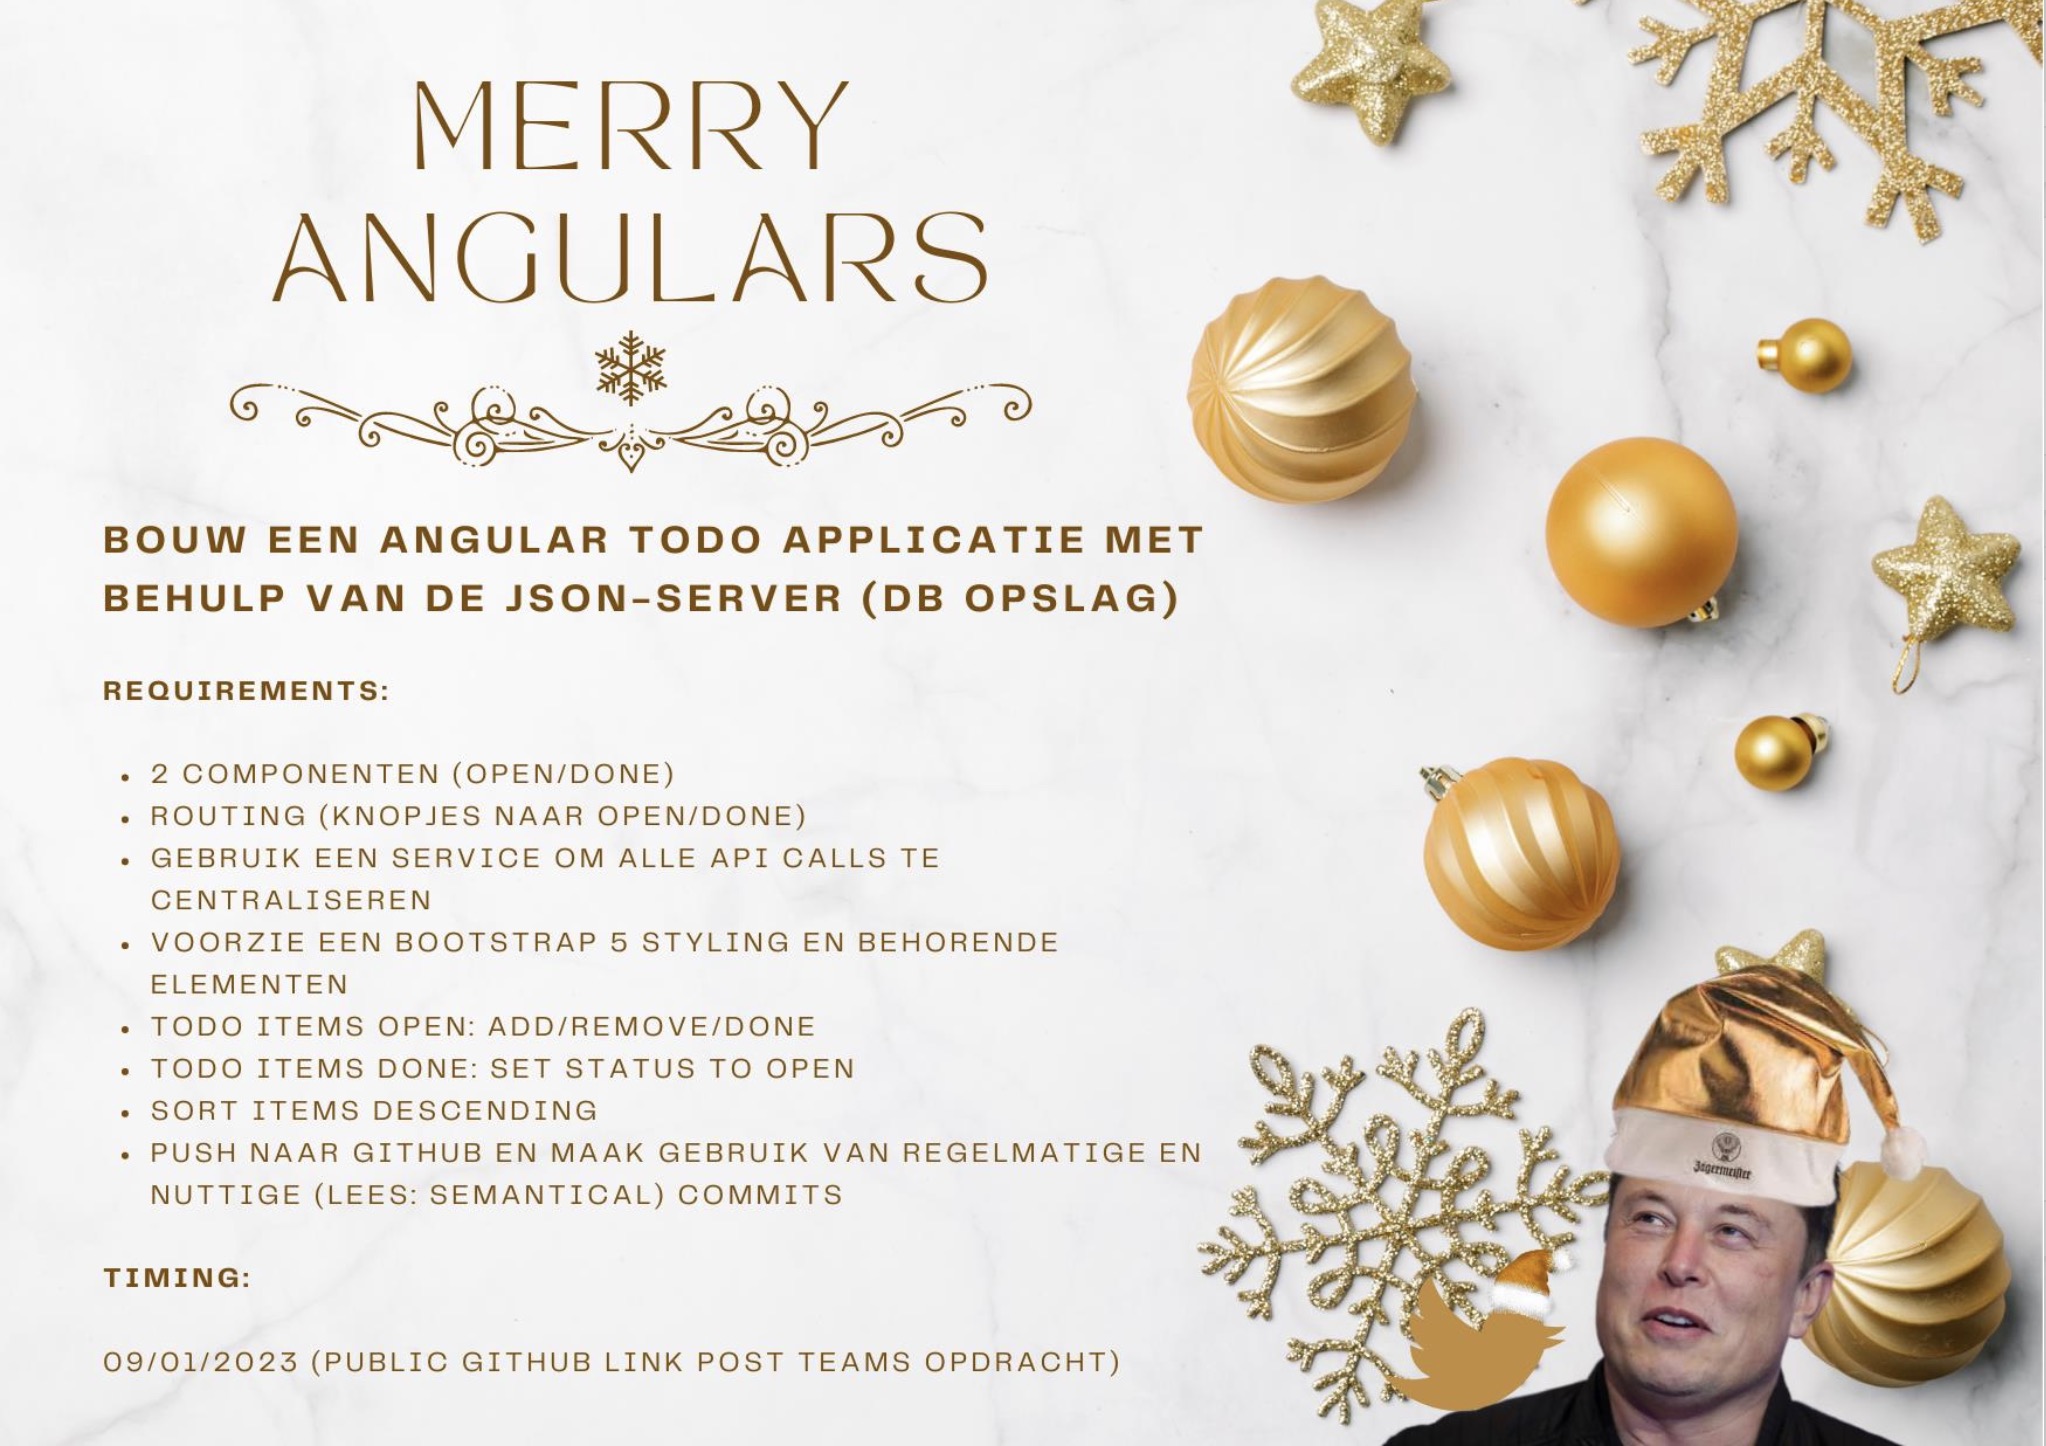 MERRY
ANGULARS
BOUW EEN ANGULAR TODO APPLICATIE MET
BEHULP VAN DE JSON-SERVER (DB OPSLAG)
REQUIREMENTS:
• 2 COMPONENTEN (OPEN/DONE)
• ROUTING (KNOPJES NAAR OPEN/DONE)
• GEBRUIK EEN SERVICE OM ALLE API CALLS TE
CENTRALISEREN
• VOORZIE EEN BOOTSTRAP 5 STYLING EN BEHORENDE
ELEMENTEN
• TODO ITEMS OPEN: ADD/REMOVE/DONE
• TODO ITEMS DONE: SET STATUS TO OPEN
• SORT ITEMS DESCENDING
• PUSH NAAR GITHUB EN MAAK GEBRUIK VAN REGELMATIGE EN
NUTTIGE (LEES: SEMANTICAL) COMMITS
Jägermeister
TIMING:
09/01/2023 (PUBLIC GITHUB LINK POST TEAMS OPDRACHT)